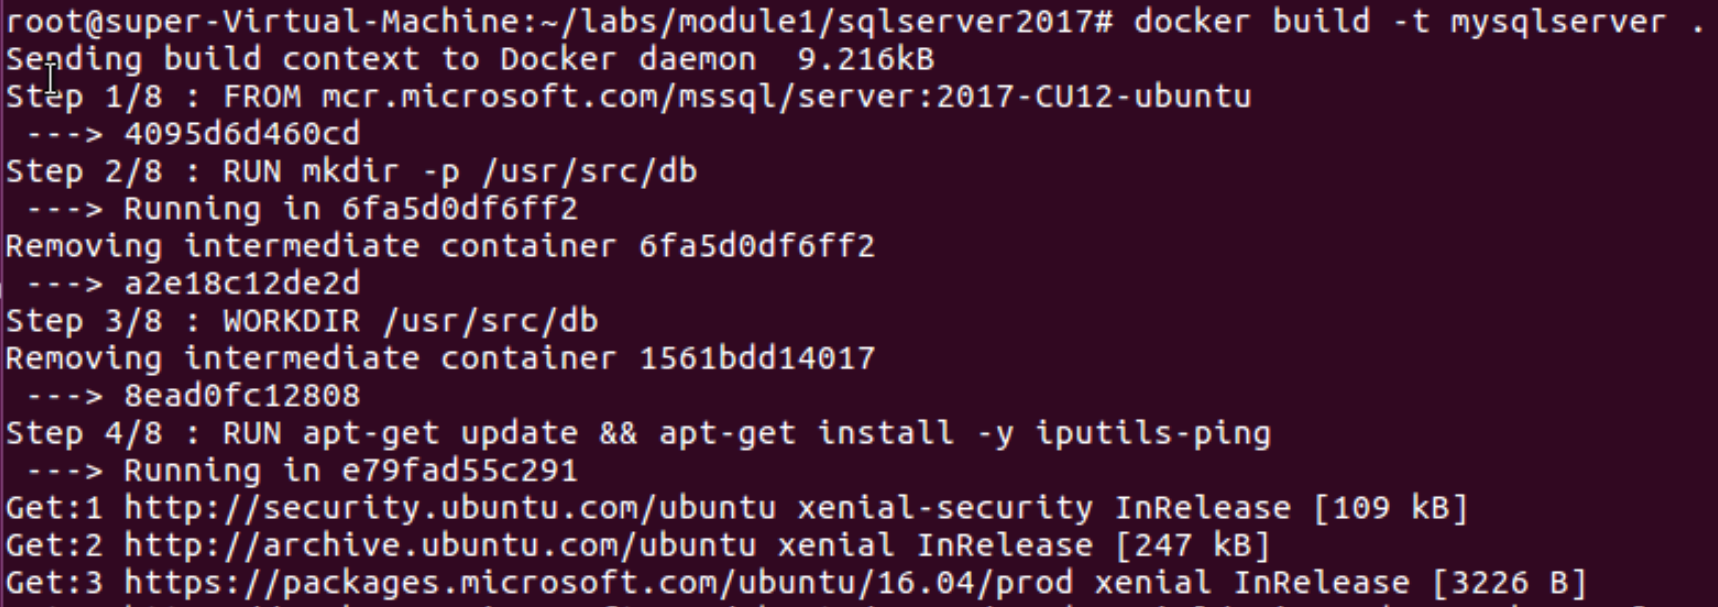 root@super-Virtual-Machine:~/labs/module1/sqlserver2017# docker build -t mysqlserver .
Sending build context to Docker daemon  9.216kB
Step 1/8 : FROM mcr.microsoft.com/mssql/server:2017-CU12-ubuntu
 ---> 4095d6d460cd
Step 2/8 : RUN mkdir -p /usr/src/db
 ---> Running in 6fa5d0df6ff2
Removing intermediate container 6fa5d0df6ff2
 ---> a2e18c12de2d
Step 3/8 : WORKDIR /usr/src/db
Removing intermediate container 1561bdd14017
 ---> 8ead0fc12808
Step 4/8 : RUN apt-get update && apt-get install -y iputils-ping
 ---> Running in e79fad55c291
Get:1 http://security.ubuntu.com/ubuntu xenial-security InRelease [109 kB]
Get:2 http://archive.ubuntu.com/ubuntu xenial InRelease [247 kB]
Get:3 https://packages.microsoft.com/ubuntu/16.04/prod xenial InRelease [3226 B]